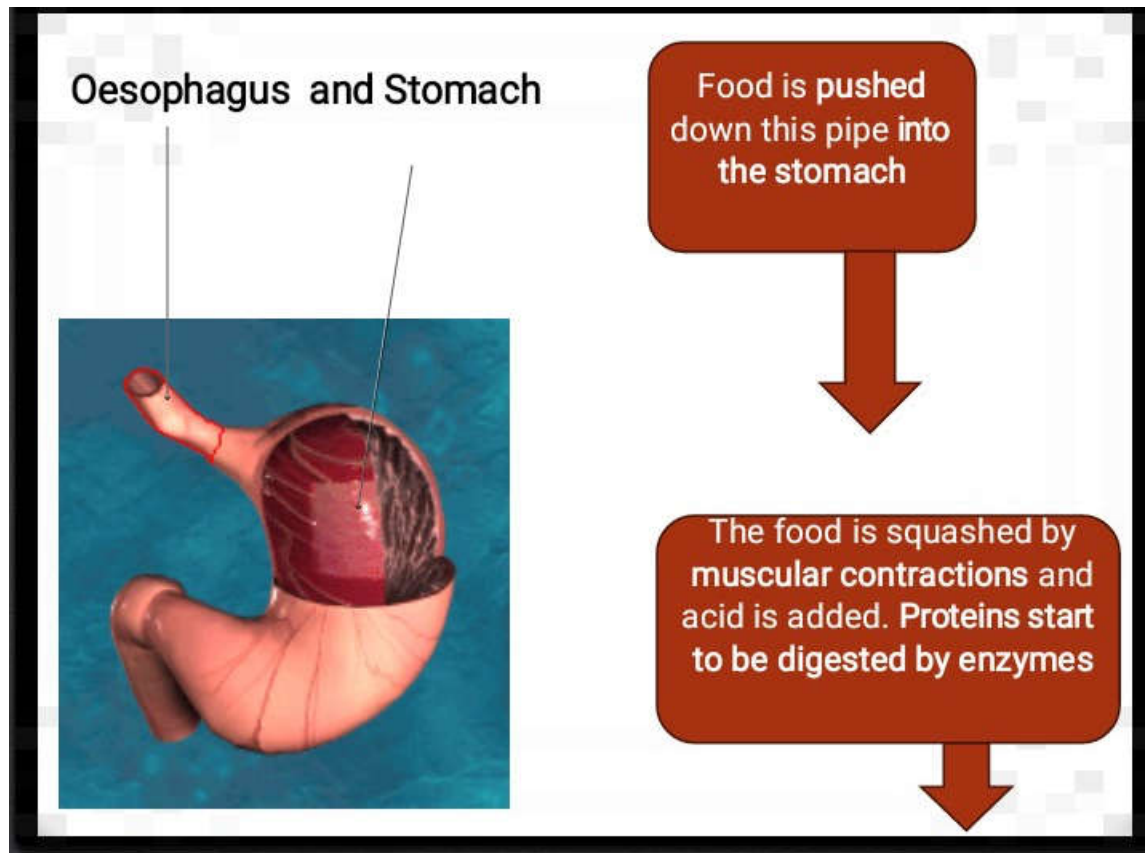 Oesophagus and Stomach
Food is pushed
down this pipe into
the stomach
The food is squashed by
muscular contractions and
acid is added. Proteins start
to be digested by enzymes